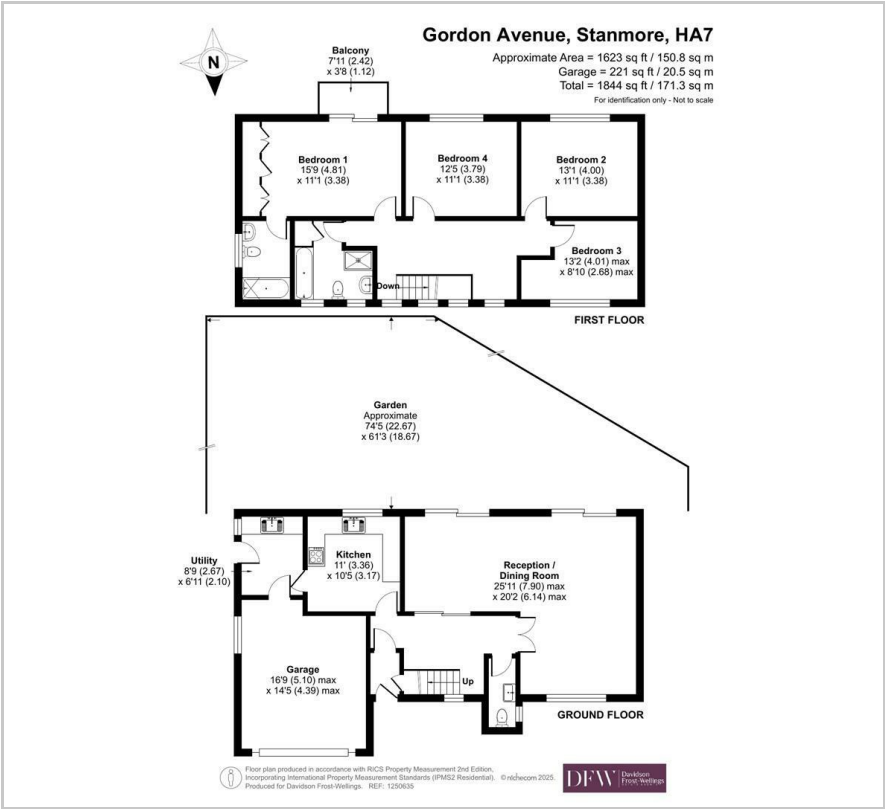 Gordon Avenue, Stanmore, HA7
Approximate Area = 1623 sq ft / 150.8 sq m
Garage = 221 sq ft / 20.5 sq m
Total = 1844 sq ft / 171.3 sq m
For identification only - Not to scale
N
Balcony
7'11 (2.42)
x 3'8 (1.12)
Bedroom 1
15'9 (4.81)
x 11'1 (3.38)
Bedroom 4
12'5 (3.79)
x 11'1 (3.38)
Bedroom 2
13'1 (4.00)
x 11'1 (3.38)
Bedroom 3
13'2 (4.01) max
x 8'10 (2.68) max
Down
FIRST FLOOR
Garden
Approximate
74'5 (22.67)
x 61'3 (18.67)
Utility
8'9 (2.67)
x 6'11 (2.10)
Kitchen
11' (3.36)
x 10'5 (3.17)
Reception /
Dining Room
25'11 (7.90) max
x 20'2 (6.14) max
Garage
16'9 (5.10) max
x 14'5 (4.39) max
Up
GROUND FLOOR
Floor plan produced in accordance with RICS Property Measurement 2nd Edition,
Incorporating International Property Measurement Standards (IPMS2 Residential). © nichecom 2025.
Produced for Davidson Frost-Wellings. REF: 1250635
DFW
Davidson
Frost-Wellings